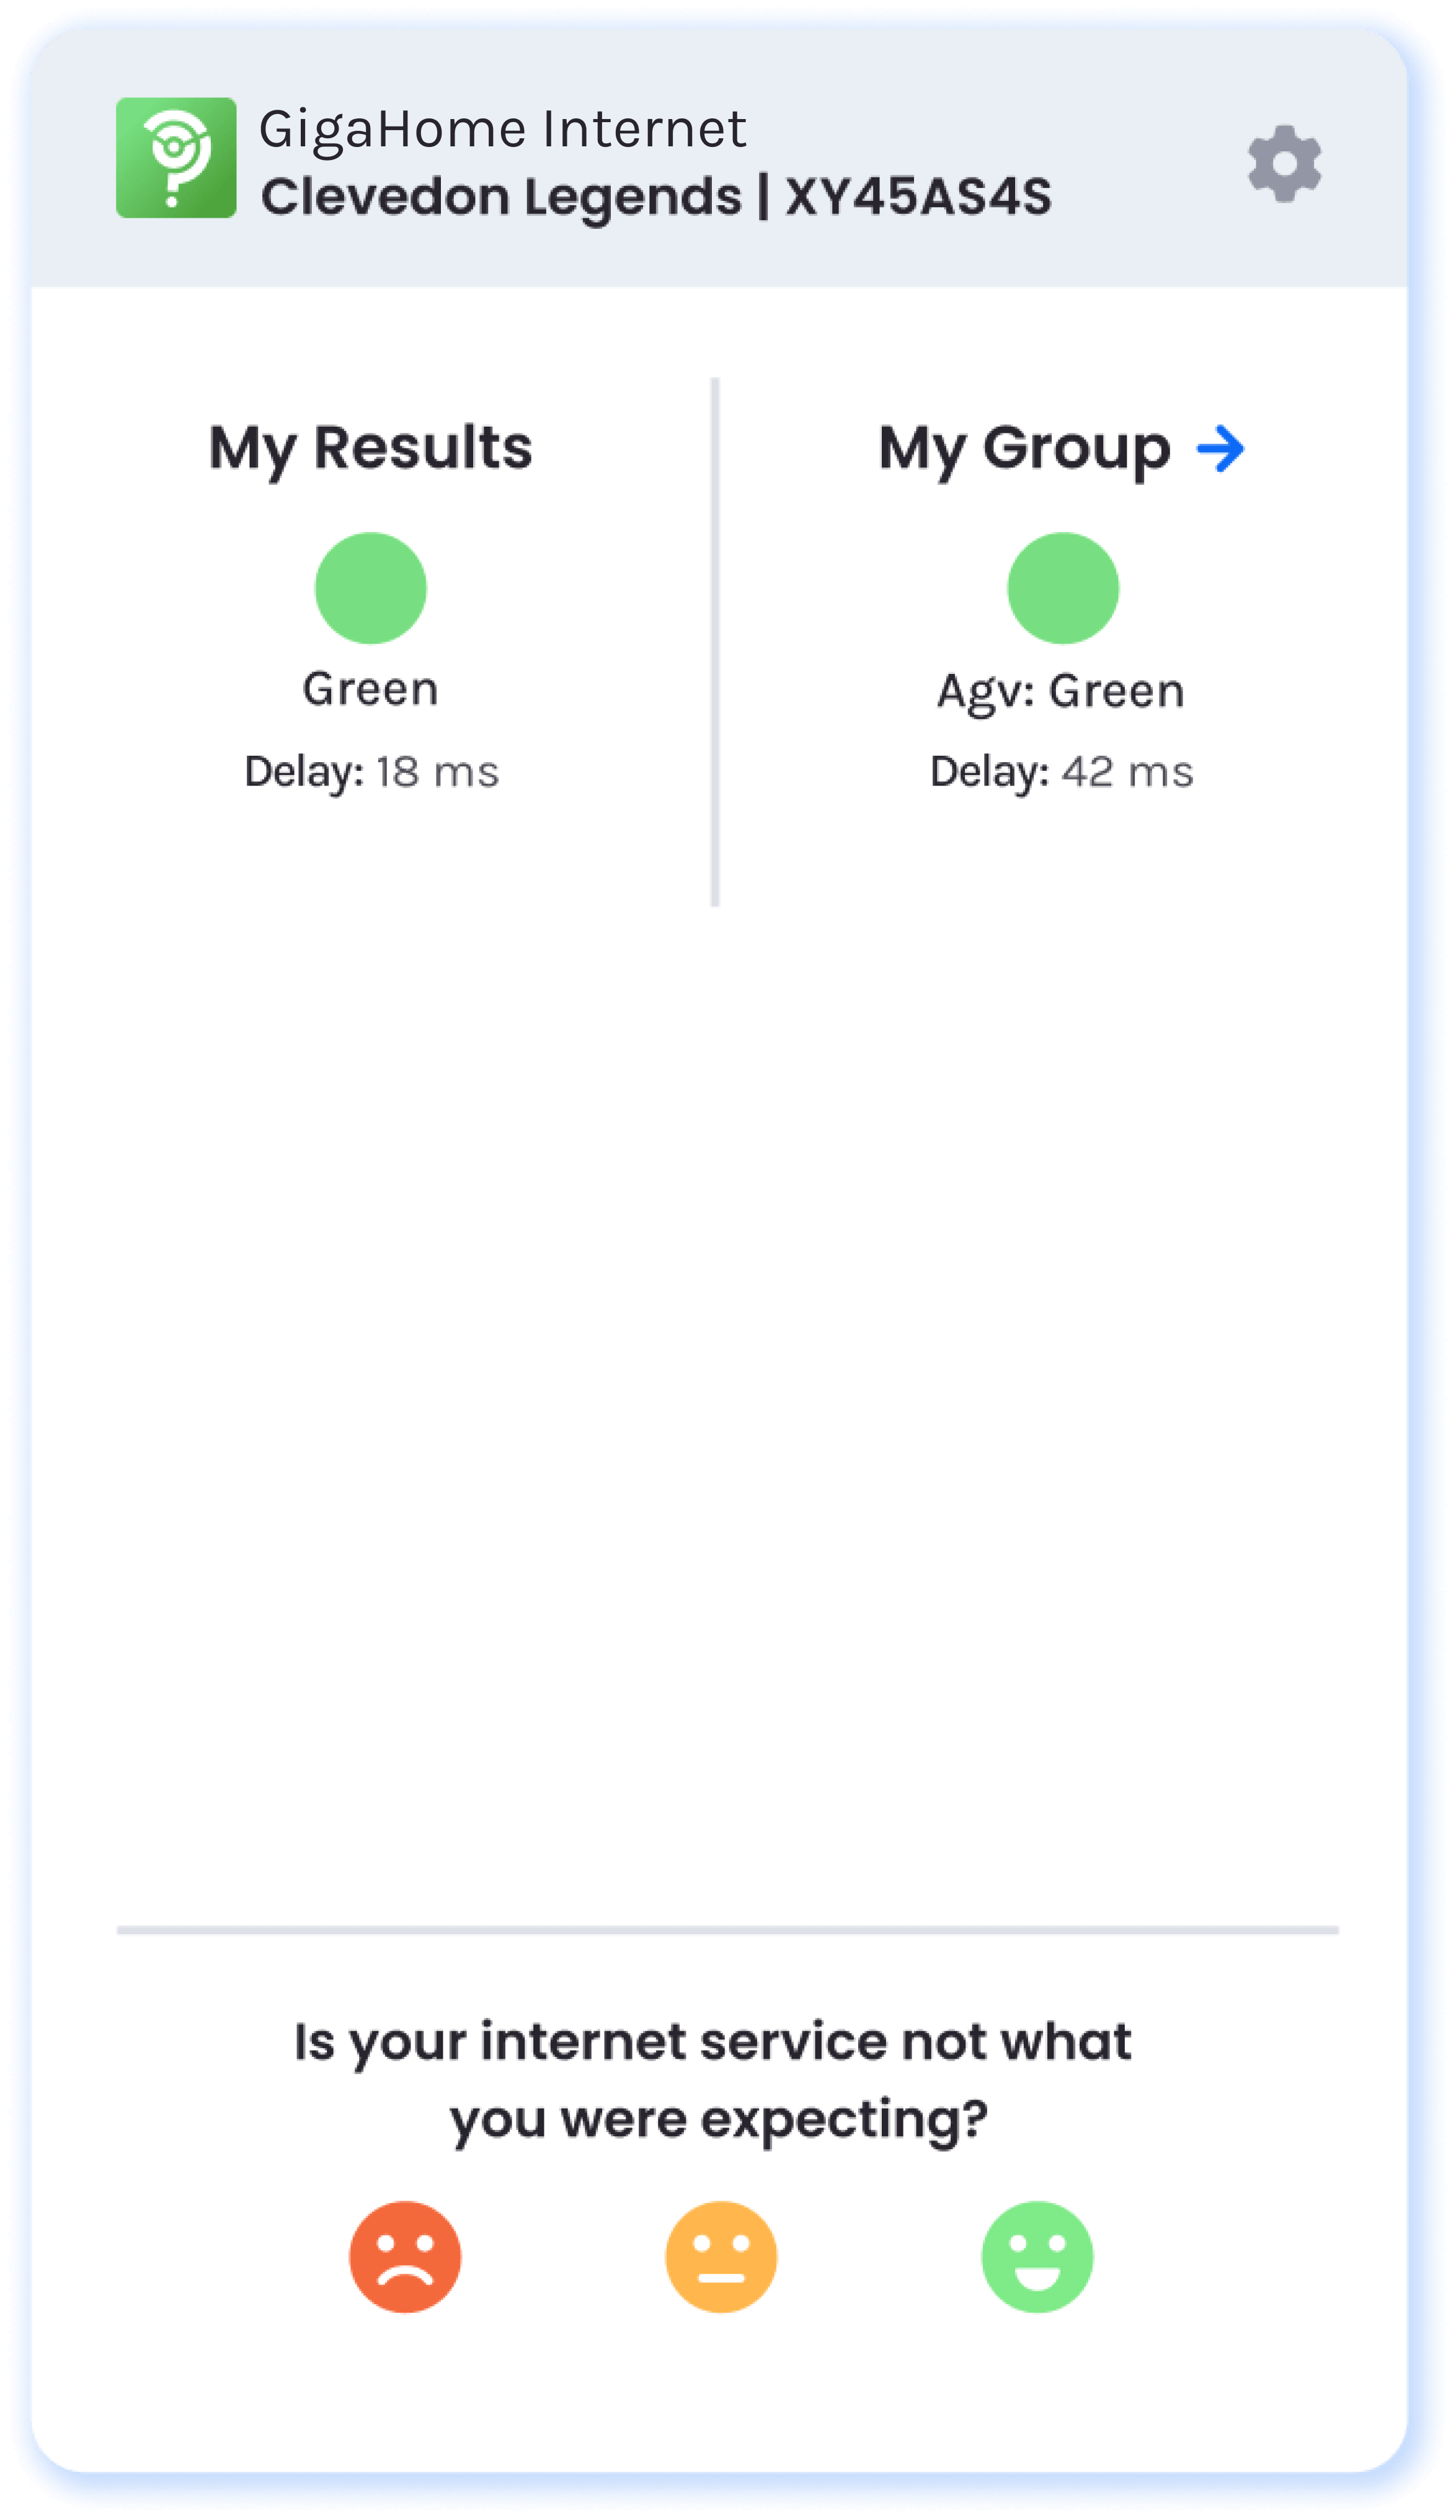 GigaHome Internet
Clevedon Legends | XY45AS4S
My Results
Green
Delay: 18 ms
My Group
Agv: Green
Delay: 42 ms
Is your internet service not what
you were expecting?